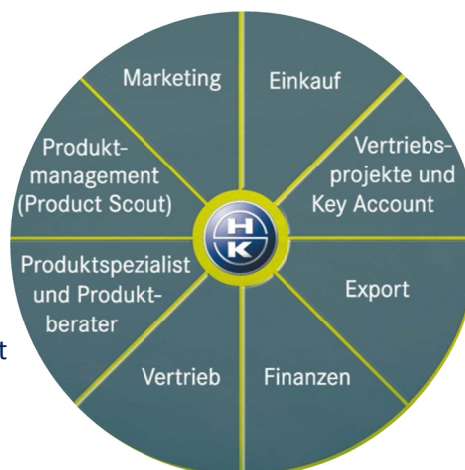 Marketing
Einkauf
Produkt-
management
(Product Scout)
Vertriebs-
projekte und
Key Account
H
K
Produktspezialist
und Produkt-
berater
Export
t
Vertrieb
Finanzen